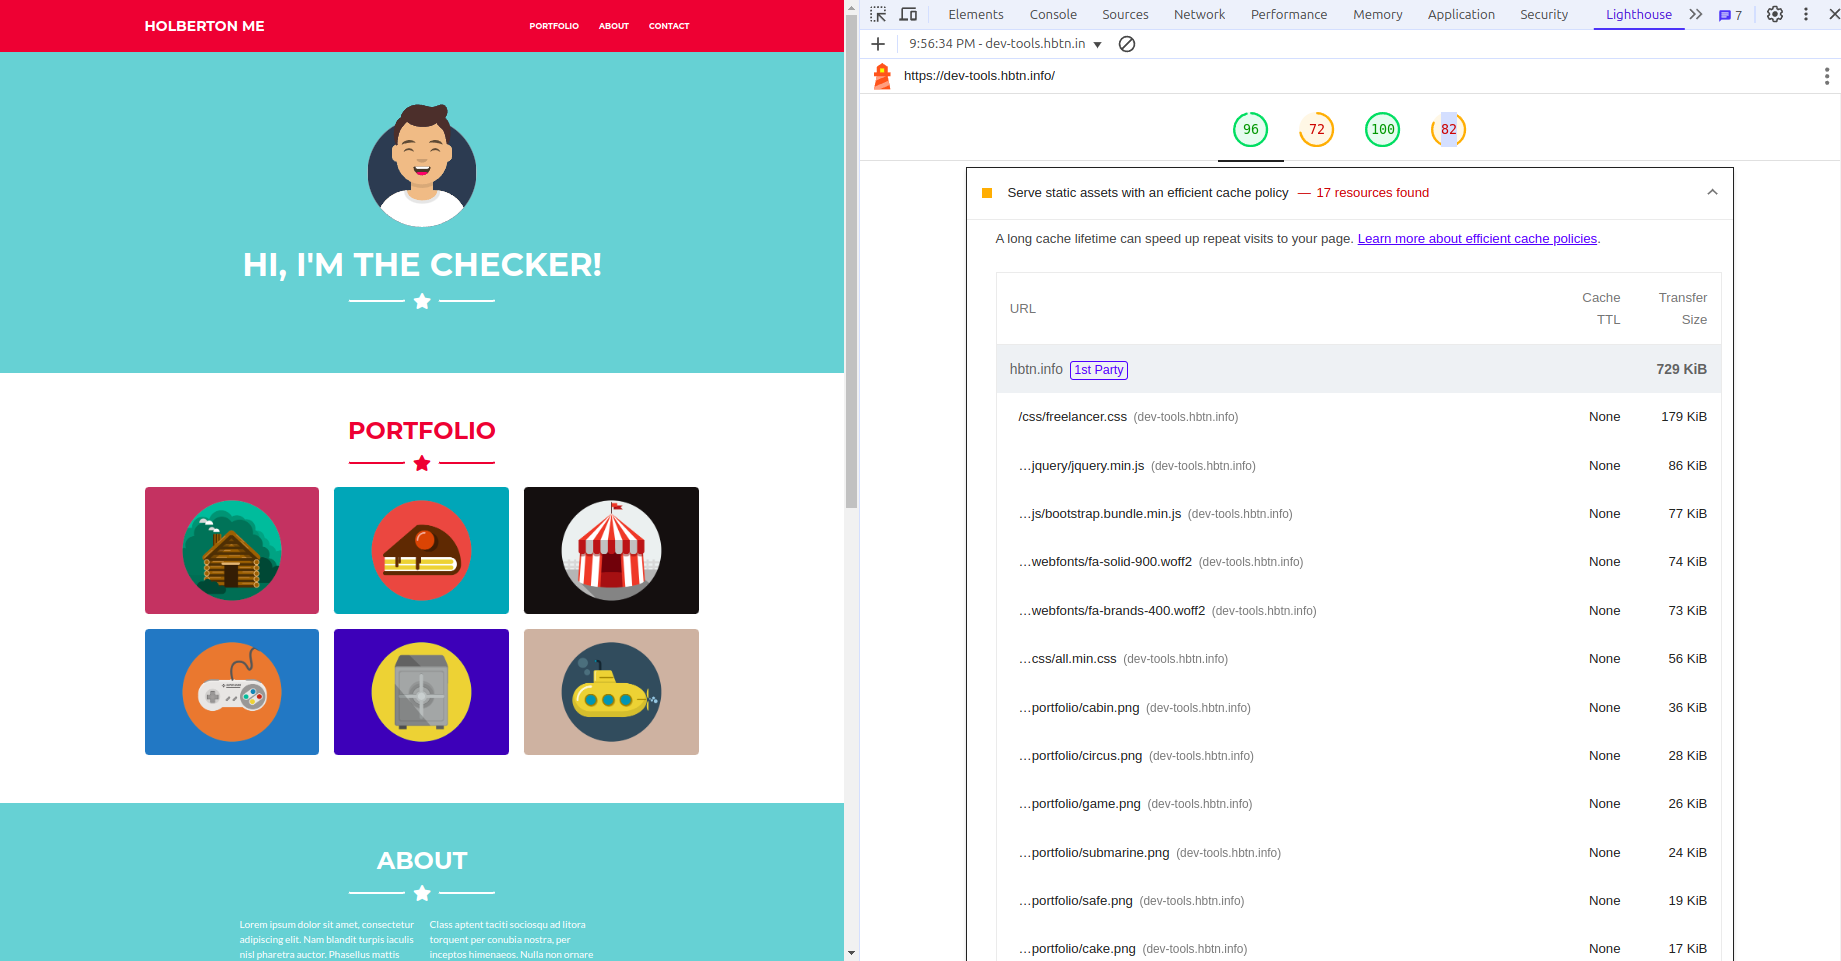 HOLBERTON ME
PORTFOLIO ABOUT CONTACT
HI, I'M THE CHECKER!
PORTFOLIO
ABOUT
Lorem ipsum dolor sit amet, consectetur
adipiscing elit. Nam blandit turpis iaculis
nisl pharetra auctor. Phasellus mattis
Class aptent taciti sociosqu ad litora
torquent per conubia nostra, per
inceptos himenaeos. Nulla non ornare
Elements Console Sources Network Performance Memory Application Security Lighthouse 7
9:56:34 PM - dev-tools.hbtn.in
https://dev-tools.hbtn.info/
96 72 100 82
Serve static assets with an efficient cache policy — 17 resources found
A long cache lifetime can speed up repeat visits to your page. Learn more about efficient cache policies.
URL Cache TTL Transfer Size
hbtn.info 1st Party 729 KiB
/css/freelancer.css (dev-tools.hbtn.info) None 179 KiB
…jquery/jquery.min.js (dev-tools.hbtn.info) None 86 KiB
…js/bootstrap.bundle.min.js (dev-tools.hbtn.info) None 77 KiB
…webfonts/fa-solid-900.woff2 (dev-tools.hbtn.info) None 74 KiB
…webfonts/fa-brands-400.woff2 (dev-tools.hbtn.info) None 73 KiB
…css/all.min.css (dev-tools.hbtn.info) None 56 KiB
…portfolio/cabin.png (dev-tools.hbtn.info) None 36 KiB
…portfolio/circus.png (dev-tools.hbtn.info) None 28 KiB
…portfolio/game.png (dev-tools.hbtn.info) None 26 KiB
…portfolio/submarine.png (dev-tools.hbtn.info) None 24 KiB
…portfolio/safe.png (dev-tools.hbtn.info) None 19 KiB
…portfolio/cake.png (dev-tools.hbtn.info) None 17 KiB